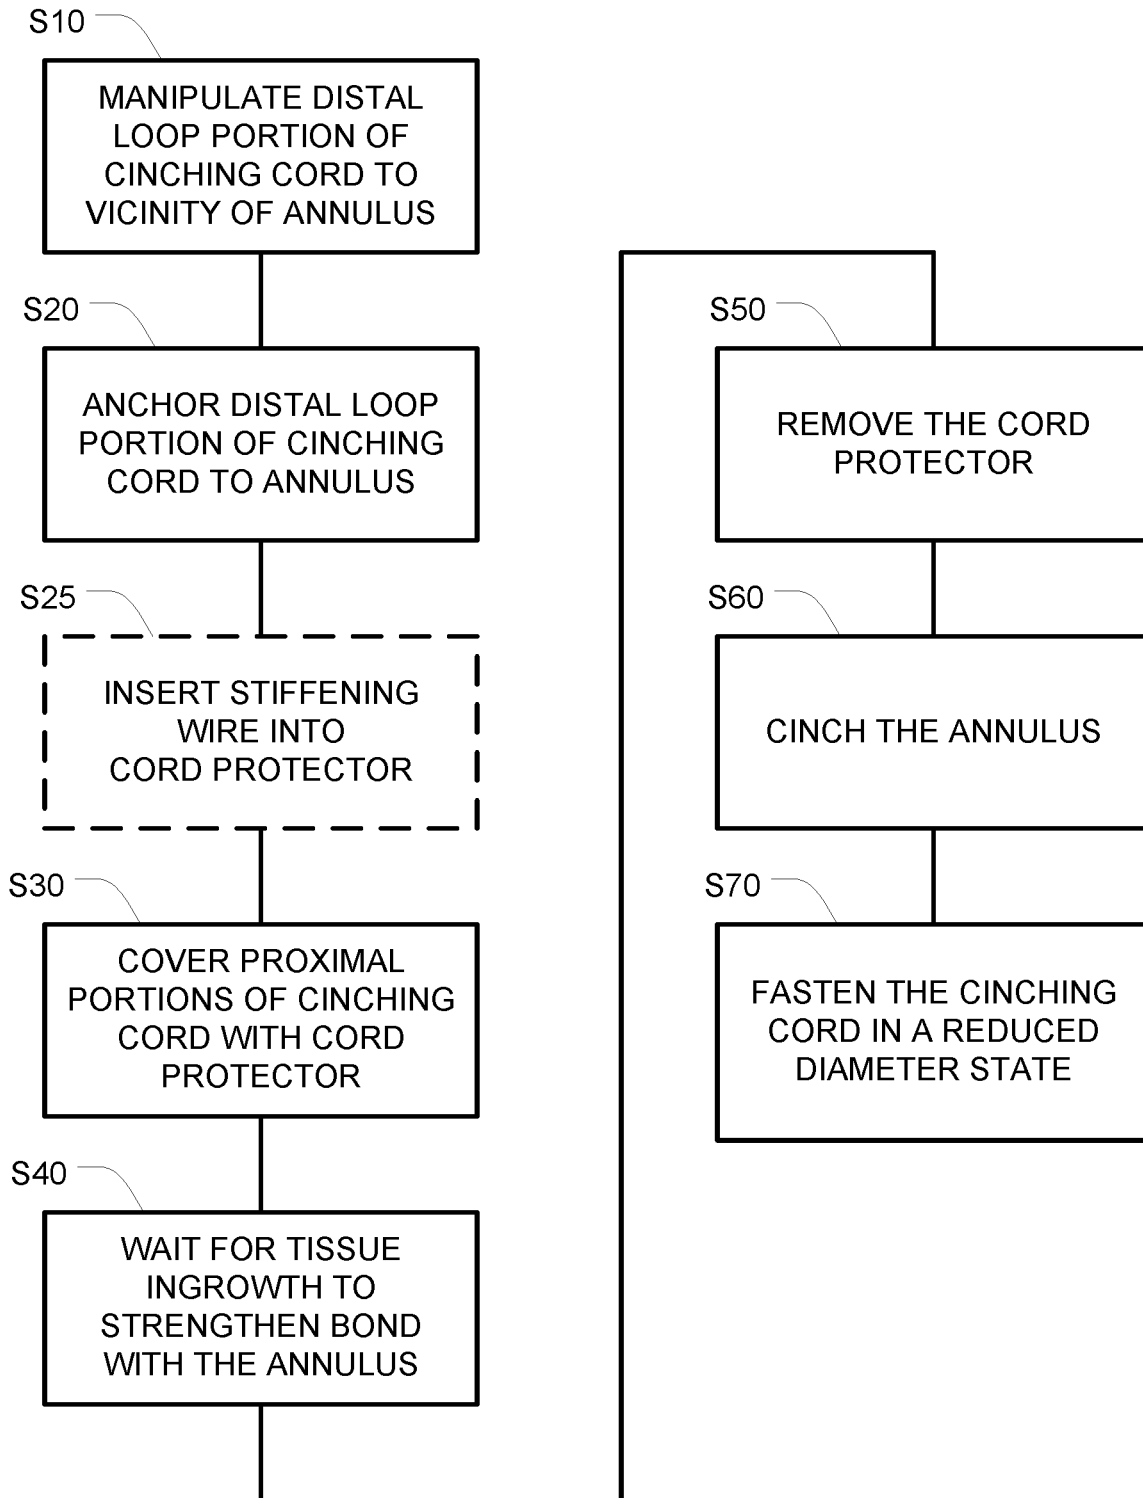 S10
MANIPULATE DISTAL
LOOP PORTION OF
CINCHING CORD TO
VICINITY OF ANNULUS
S20
ANCHOR DISTAL LOOP
PORTION OF CINCHING
CORD TO ANNULUS
S25
INSERT STIFFENING
WIRE INTO
CORD PROTECTOR
S30
COVER PROXIMAL
PORTIONS OF CINCHING
CORD WITH CORD
PROTECTOR
S40
WAIT FOR TISSUE
INGROWTH TO
STRENGTHEN BOND
WITH THE ANNULUS
S50
REMOVE THE CORD
PROTECTOR
S60
CINCH THE ANNULUS
S70
FASTEN THE CINCHING
CORD IN A REDUCED
DIAMETER STATE